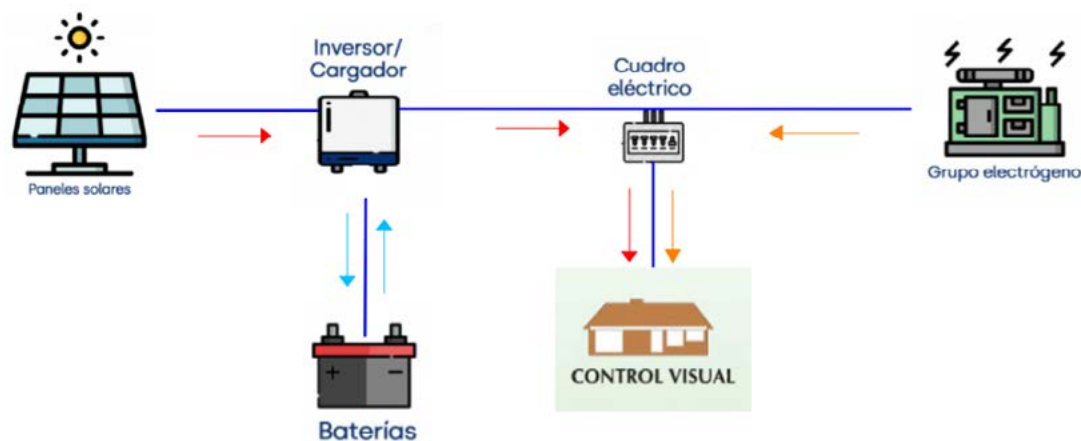 Inversor/
Cargador
Cuadro
eléctrico
Paneles solares
Grupo electrógeno
CONTROL VISUAL
+ -
Baterías